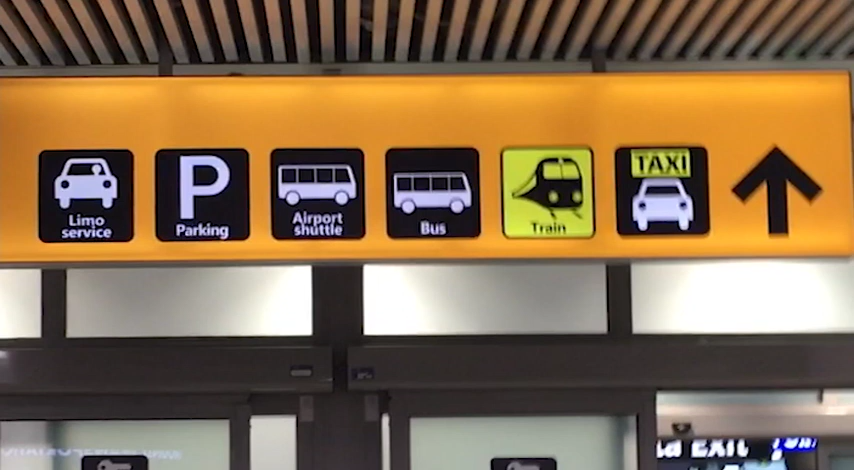 Limo
service
P
Parking
Airport
shuttle
Bus
Train
TAXI
Exit